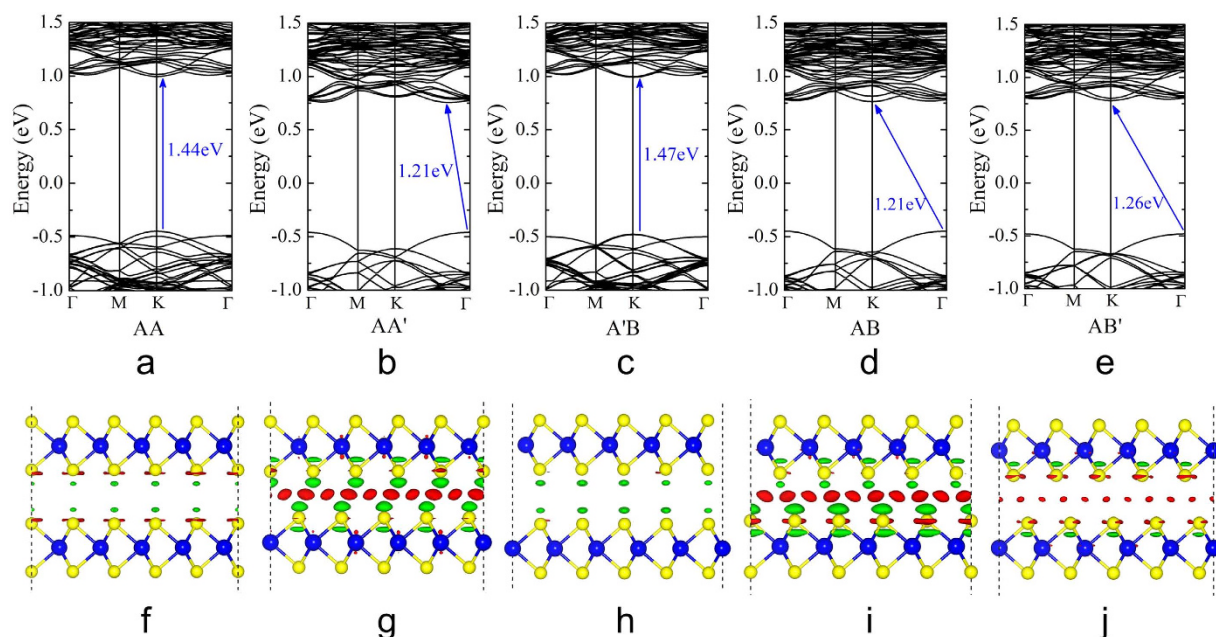 1.5
1.0
0.5
0.0
-0.5
-1.0
Energy (eV)
1.44eV
Γ M K Γ
AA
a
1.5
1.0
0.5
0.0
-0.5
-1.0
Energy (eV)
1.21eV
Γ M K Γ
AA'
b
1.5
1.0
0.5
0.0
-0.5
-1.0
Energy (eV)
1.47eV
Γ M K Γ
A'B
c
1.5
1.0
0.5
0.0
-0.5
-1.0
Energy (eV)
1.21eV
Γ M K Γ
AB
d
1.5
1.0
0.5
0.0
-0.5
-1.0
Energy (eV)
1.26eV
Γ M K Γ
AB'
e
f g h i j